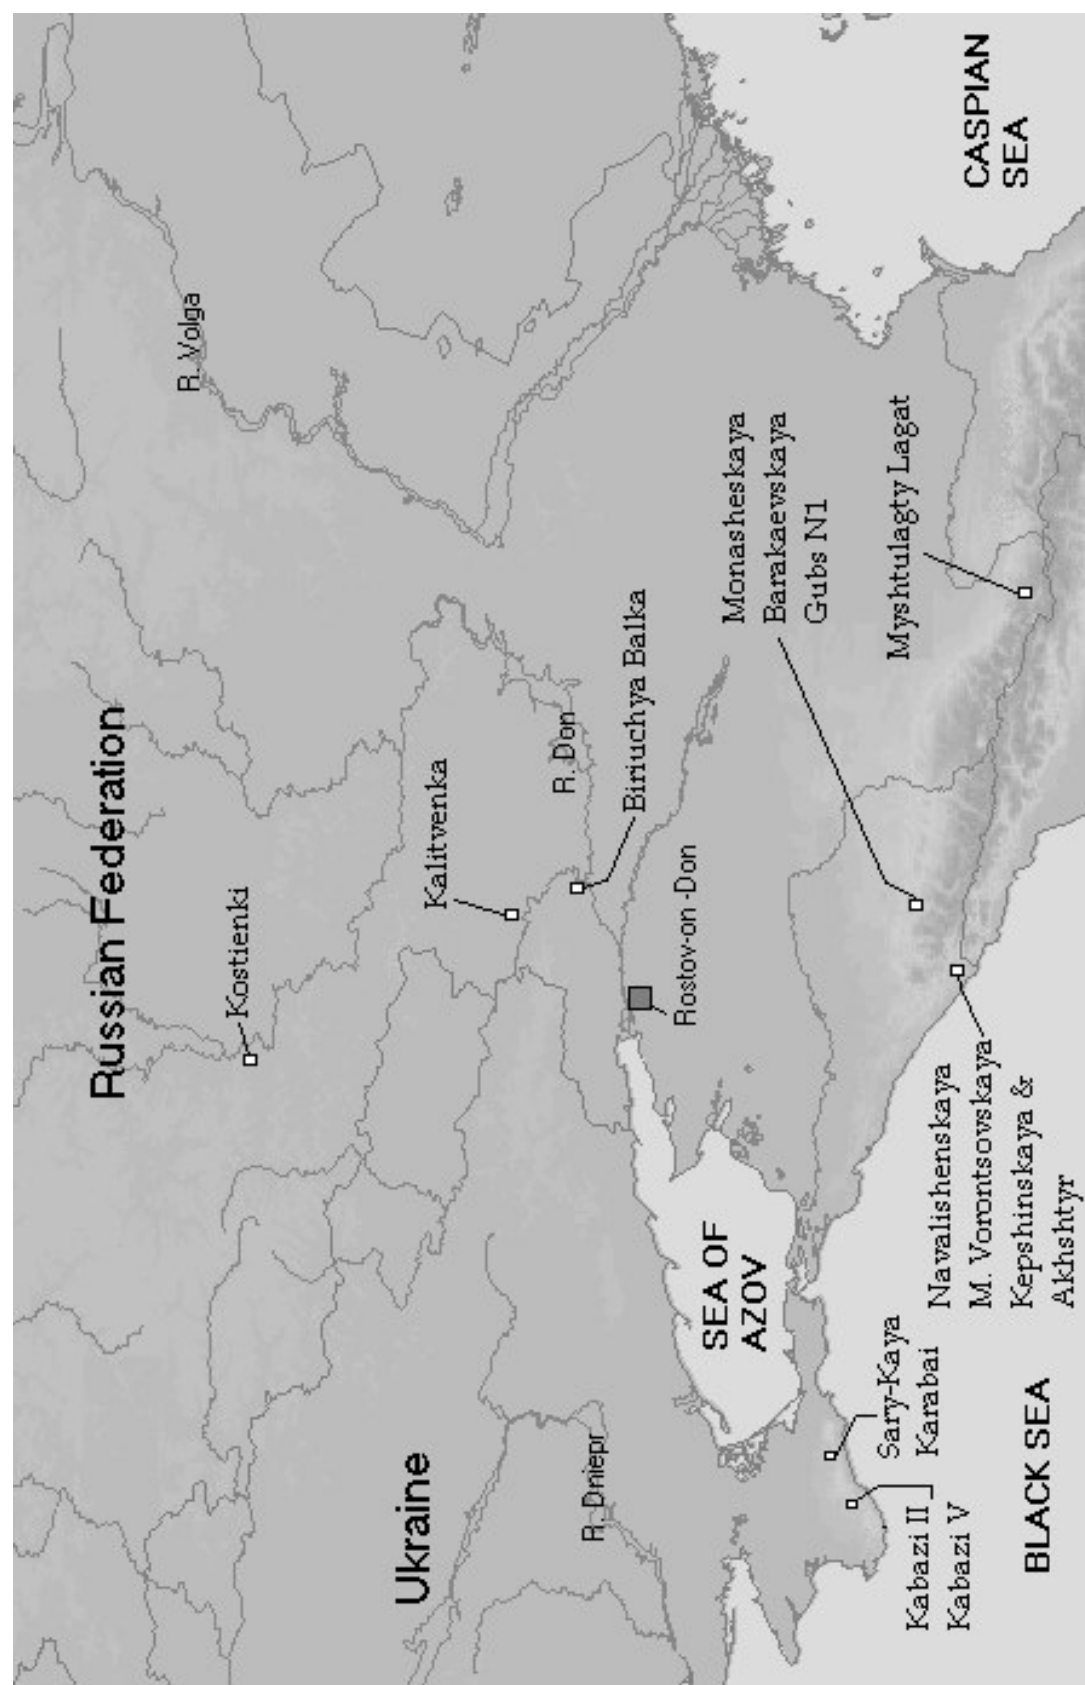 Russian Federation
R. Volga
CASPIAN
SEA
Kostienki
Kalitvenka
R. Don
Biriuchya Balka
Rostov-on -Don
Monasheskaya
Barakaevskaya
Gubs N1
Myshtulagty Lagat
Ukraine
R. Dniepr
SEA OF
AZOV
Navalishenskaya
M. Vorontsovskaya-
Kepshinskaya &
Akhshtyr
Sary-Kaya
Karabai
Kabazi II
Kabazi V
BLACK SEA